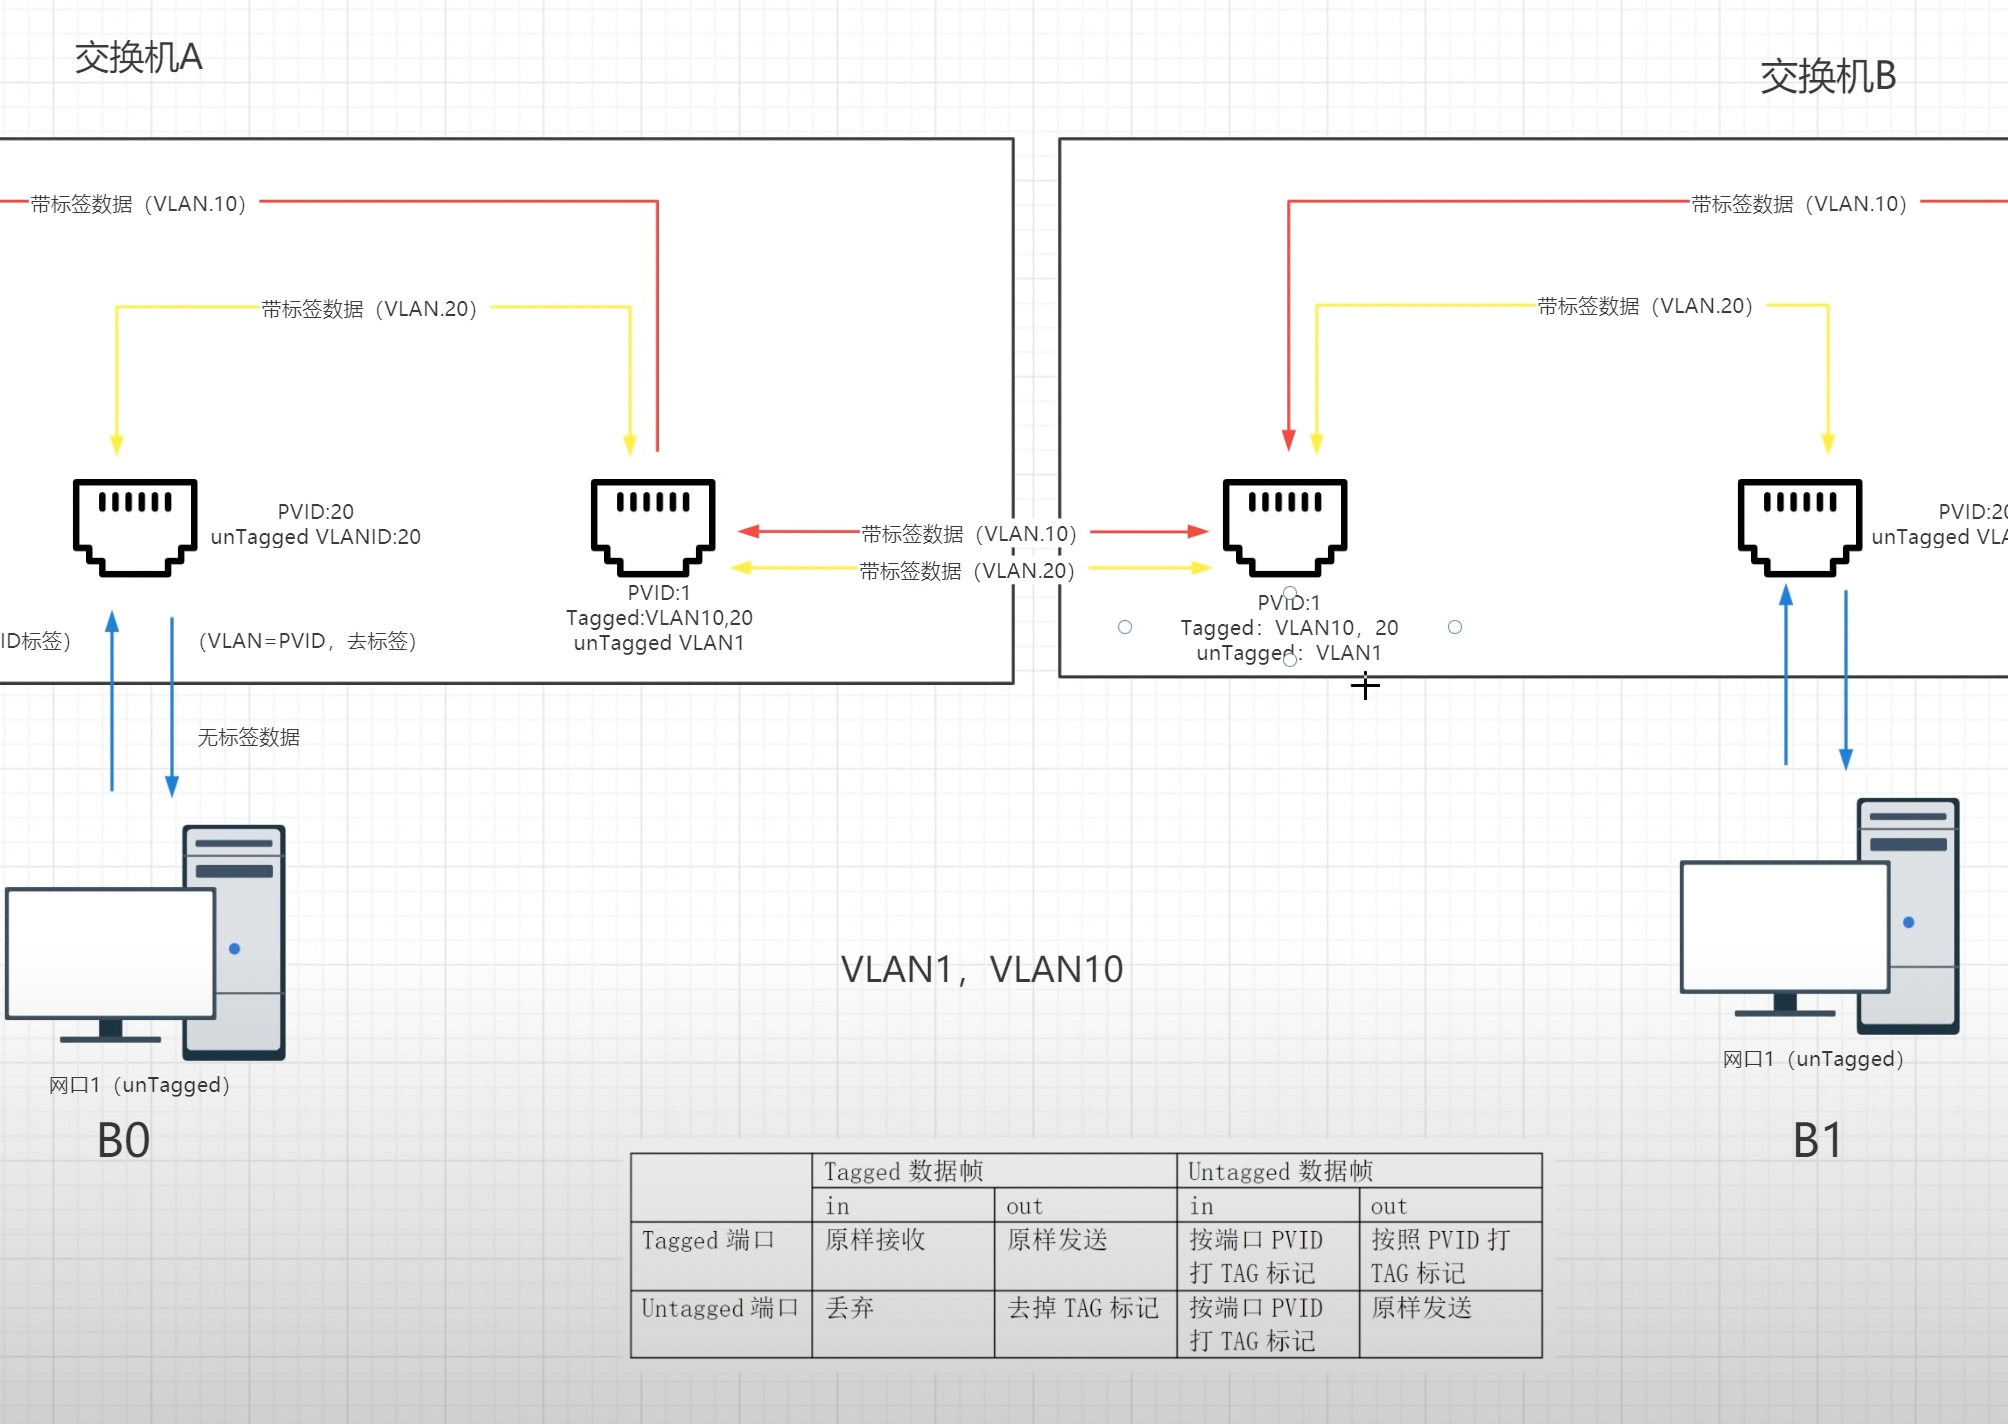 交换机A
交换机B
带标签数据（VLAN.10）
带标签数据（VLAN.10）
带标签数据（VLAN.20）
带标签数据（VLAN.20）
PVID:20
unTagged VLANID:20
带标签数据（VLAN.10）
带标签数据（VLAN.20）
PVID:20
unTagged VLA
PVID:1
Tagged:VLAN10,20
unTagged VLAN1
PVID:1
Tagged：VLAN10，20
unTagged：VLAN1
ID标签）
（VLAN=PVID，去标签）
无标签数据
VLAN1，VLAN10
网口1（unTagged）
B0
网口1（unTagged）
B1
Tagged 数据帧 Untagged 数据帧
in out in out
Tagged 端口 原样接收 原样发送 按端口 PVID 按照 PVID 打
打 TAG 标记 TAG 标记
Untagged 端口 丢弃 去掉 TAG 标记 按端口 PVID 原样发送
打 TAG 标记